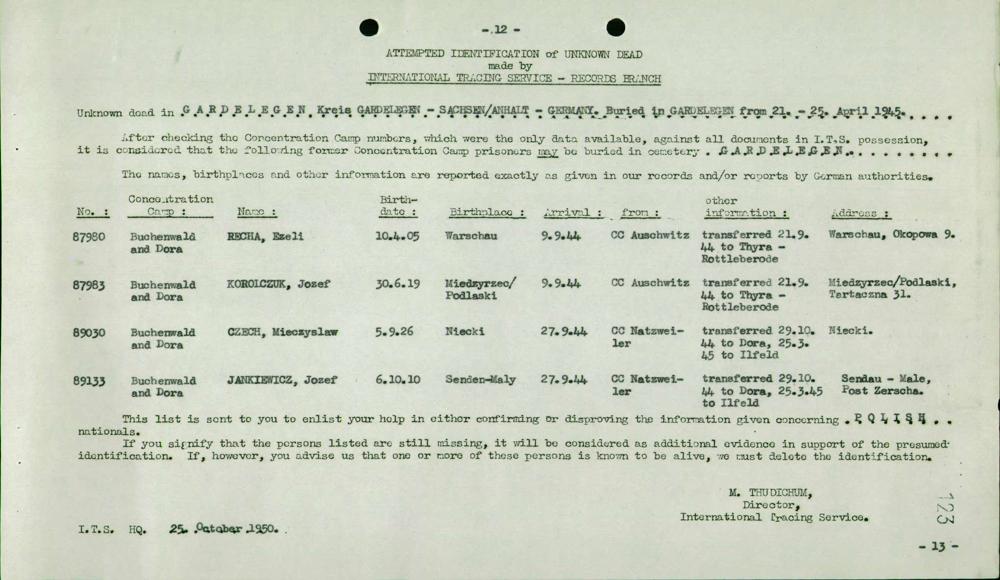 - 12 -
ATTEMPTED IDENTIFICATION of UNKNOWN DEAD
made by
INTERNATIONAL TRACING SERVICE - RECORDS BRANCH
Unknown dead in .G.A.R.D.E.L.E.G.E.N. Kreis GARDELEGEN - SACHSEN/ANHALT - GERMANY. Buried in GARDELEGEN from 21. - 25. April 1945. . . . .
After checking the Concentration Camp numbers, which were the only data available, against all documents in I.T.S. possession,
it is considered that the following former Concentration Camp prisoners may be buried in cemetery . .G.A.R.D.E.L.E.G.E.N. . . . . . . . . .
The names, birthplaces and other information are reported exactly as given in our records and/or reports by German authorities.
No. : Concentration Camp : Name : Birth-date : Birthplace : Arrival : from : other information : Address :
87980 Buchenwald RECHA, Ezeli 10.4.05 Warschau 9.9.44 CC Auschwitz transferred 21.9. Warschau, Okopowa 9.
and Dora 44 to Thyra -
Rottleberode
87983 Buchenwald KOROLCZUK, Jozef 30.6.19 Miedzyrzec/ 9.9.44 CC Auschwitz transferred 21.9. Miedzyrzec/Podlaski,
and Dora Podlaski 44 to Thyra - Tartaczna 31.
Rottleberode
89030 Buchenwald CZECH, Mieczyslaw 5.9.26 Niecki 27.9.44 CC Natzwei- transferred 29.10. Niecki.
and Dora ler 44 to Dora, 25.3.
45 to Ilfeld
89133 Buchenwald JANKIEWICZ, Jozef 6.10.10 Senden-Maly 27.9.44 CC Natzwei- transferred 29.10. Sendau - Male,
and Dora ler 44 to Dora, 25.3.45 Post Zerscha.
to Ilfeld
This list is sent to you to enlist your help in either confirming or disproving the information given concerning . P O L I S H . .
nationals.
If you signify that the persons listed are still missing, it will be considered as additional evidence in support of the presumed
identification. If, however, you advise us that one or more of these persons is known to be alive, we must delete the identification.
M. THUDICHUM,
Director,
International Tracing Service.
I.T.S. HQ. 25. October 1950. .
123
- 13 -